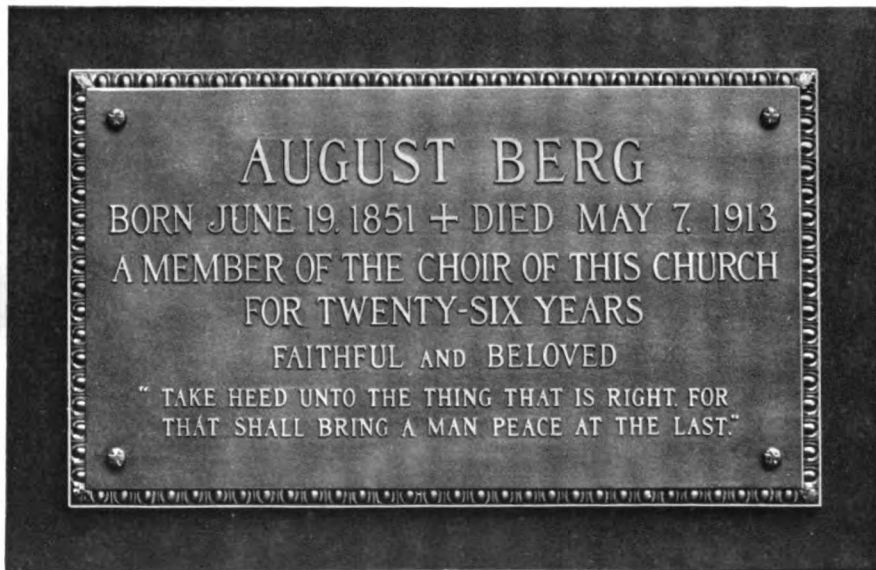 AUGUST BERG
BORN JUNE 19, 1851 + DIED MAY 7, 1913
A MEMBER OF THE CHOIR OF THIS CHURCH
FOR TWENTY-SIX YEARS
FAITHFUL AND BELOVED
“ TAKE HEED UNTO THE THING THAT IS RIGHT, FOR
THAT SHALL BRING A MAN PEACE AT THE LAST.”